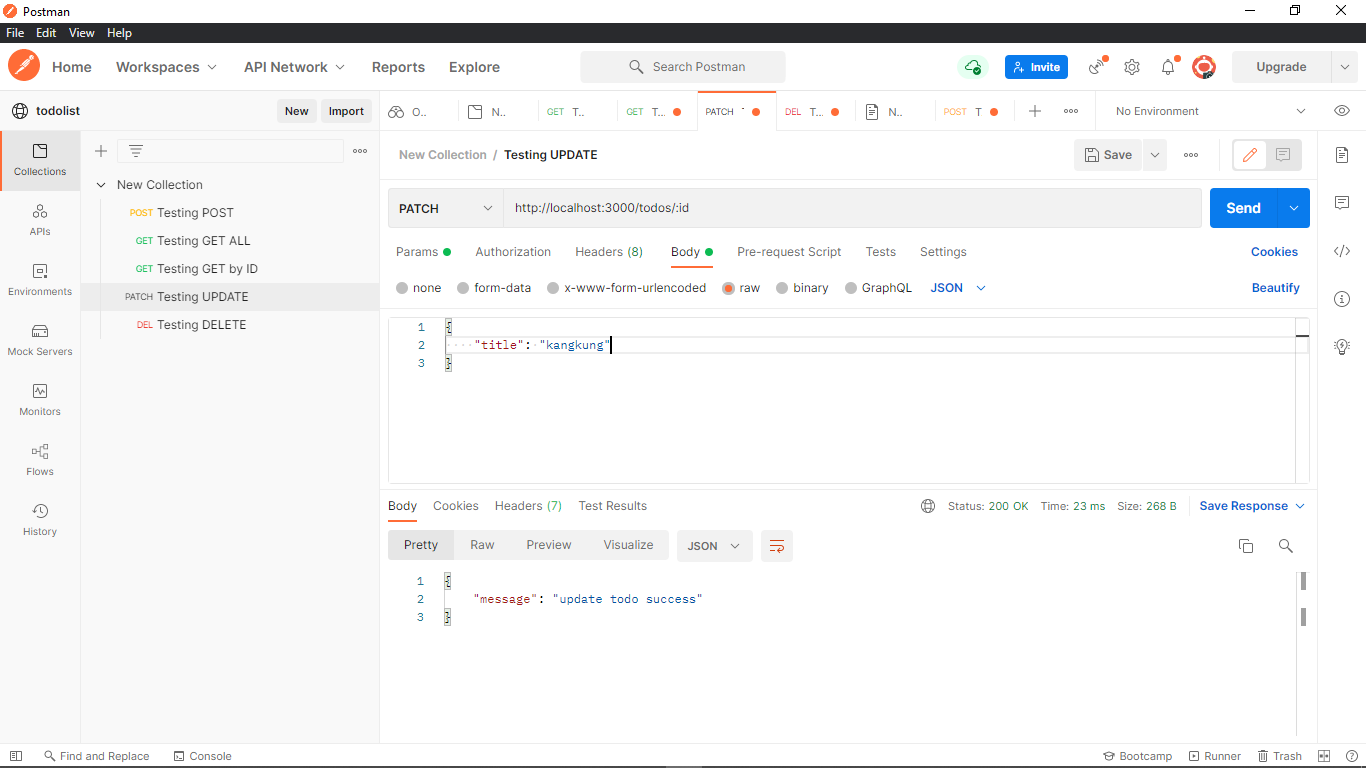 Postman
File Edit View Help
Home Workspaces API Network Reports Explore Search Postman Invite Upgrade
todolist New Import O.. N.. GET T.. GET T... PATCH T DEL T... N.. POST T No Environment
New Collection / Testing UPDATE Save
Collections
APIs
Environments
Mock Servers
Monitors
Flows
History
New Collection
POST Testing POST
GET Testing GET ALL
GET Testing GET by ID
PATCH Testing UPDATE
DEL Testing DELETE
PATCH http://localhost:3000/todos/:id Send
Params Authorization Headers (8) Body Pre-request Script Tests Settings Cookies
none form-data x-www-form-urlencoded raw binary GraphQL JSON Beautify
1 {
2 "title": "kangkung"
3 }
Body Cookies Headers (7) Test Results Status: 200 OK Time: 23 ms Size: 268 B Save Response
Pretty Raw Preview Visualize JSON
1 {
2 "message": "update todo success"
3 }
Find and Replace Console Bootcamp Runner Trash